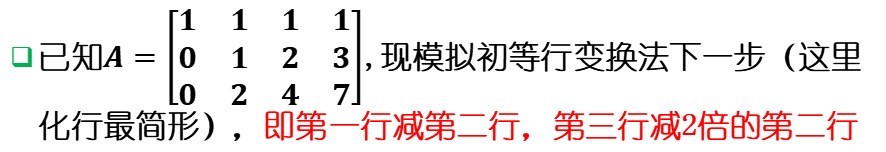 已知A = [1 1 1 1
0 1 2 3
0 2 4 7], 现模拟初等行变换法下一步（这里
化行最简形），即第一行减第二行，第三行减2倍的第二行